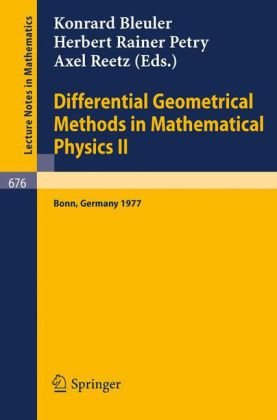 Konrard Bleuler
Herbert Rainer Petry
Axel Reetz (Eds.)
Lecture Notes in Mathematics
Differential Geometrical
Methods in Mathematical
Physics II
676
Bonn, Germany 1977
Springer